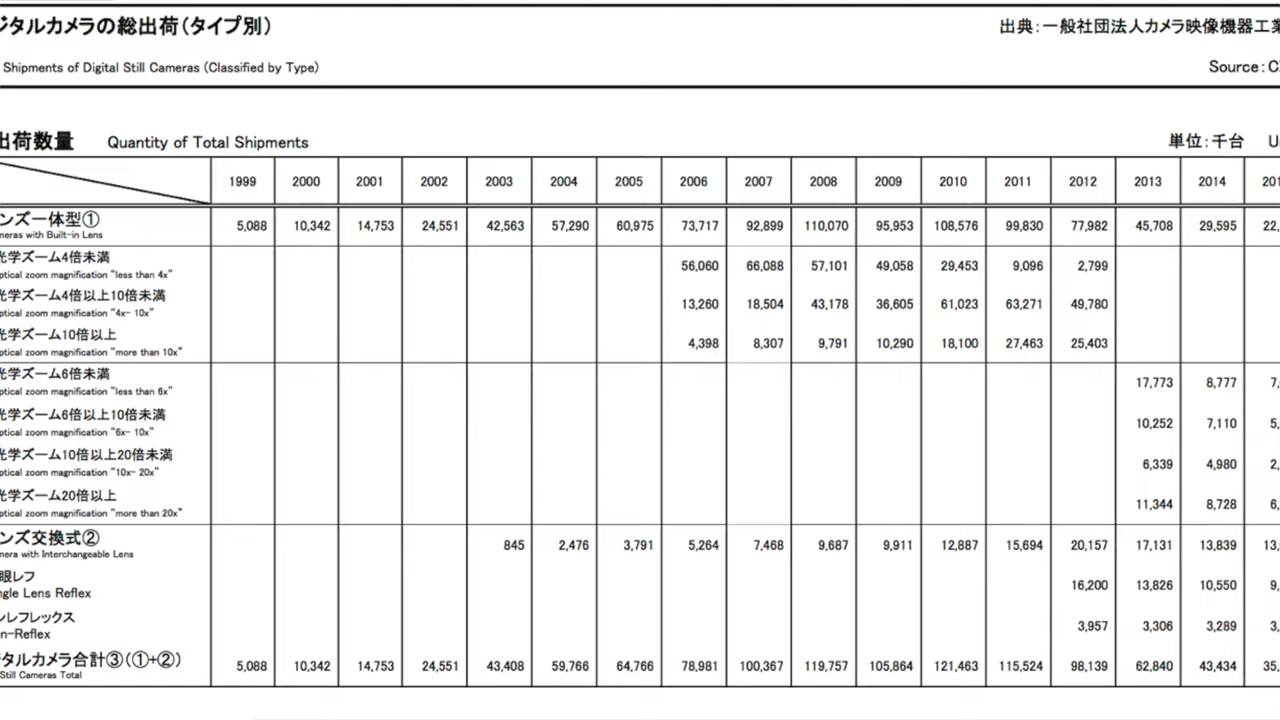 ジタルカメラの総出荷(タイプ別)
出典:一般社団法人カメラ映像機器工業
Shipments of Digital Still Cameras (Classified by Type)
Source:C
出荷数量 Quantity of Total Shipments
単位:千台 U
1999 2000 2001 2002 2003 2004 2005 2006 2007 2008 2009 2010 2011 2012 2013 2014 201
ンズ一体型① 5,088 10,342 14,753 24,551 42,563 57,290 60,975 73,717 92,899 110,070 95,953 108,576 99,830 77,982 45,708 29,595 22,
meras with Built-in Lens
光学ズーム4倍未満 56,060 66,088 57,101 49,058 29,453 9,096 2,799
ptical zoom magnification "less than 4x"
光学ズーム4倍以上10倍未満 13,260 18,504 43,178 36,605 61,023 63,271 49,780
ptical zoom magnification "4x- 10x"
光学ズーム10倍以上 4,398 8,307 9,791 10,290 18,100 27,463 25,403
ptical zoom magnification "more than 10x"
光学ズーム6倍未満 17,773 8,777 7,
ptical zoom magnification "less than 6x"
光学ズーム6倍以上10倍未満 10,252 7,110 5,
ptical zoom magnification "6x- 10x"
光学ズーム10倍以上20倍未満 6,339 4,980 2,
ptical zoom magnification "10x- 20x"
光学ズーム20倍以上 11,344 8,728 6,
ptical zoom magnification "more than 20x"
ンズ交換式② 845 2,476 3,791 5,264 7,468 9,687 9,911 12,887 15,694 20,157 17,131 13,839 13,
mera with Interchangeable Lens
眼レフ 16,200 13,826 10,550 9,
ngle Lens Reflex
ンレフレックス 3,957 3,306 3,289 3,
n-Reflex
タルカメラ合計③(①+②) 5,088 10,342 14,753 24,551 43,408 59,766 64,766 78,981 100,367 119,757 105,864 121,463 115,524 98,139 62,840 43,434 35,
Still Cameras Total